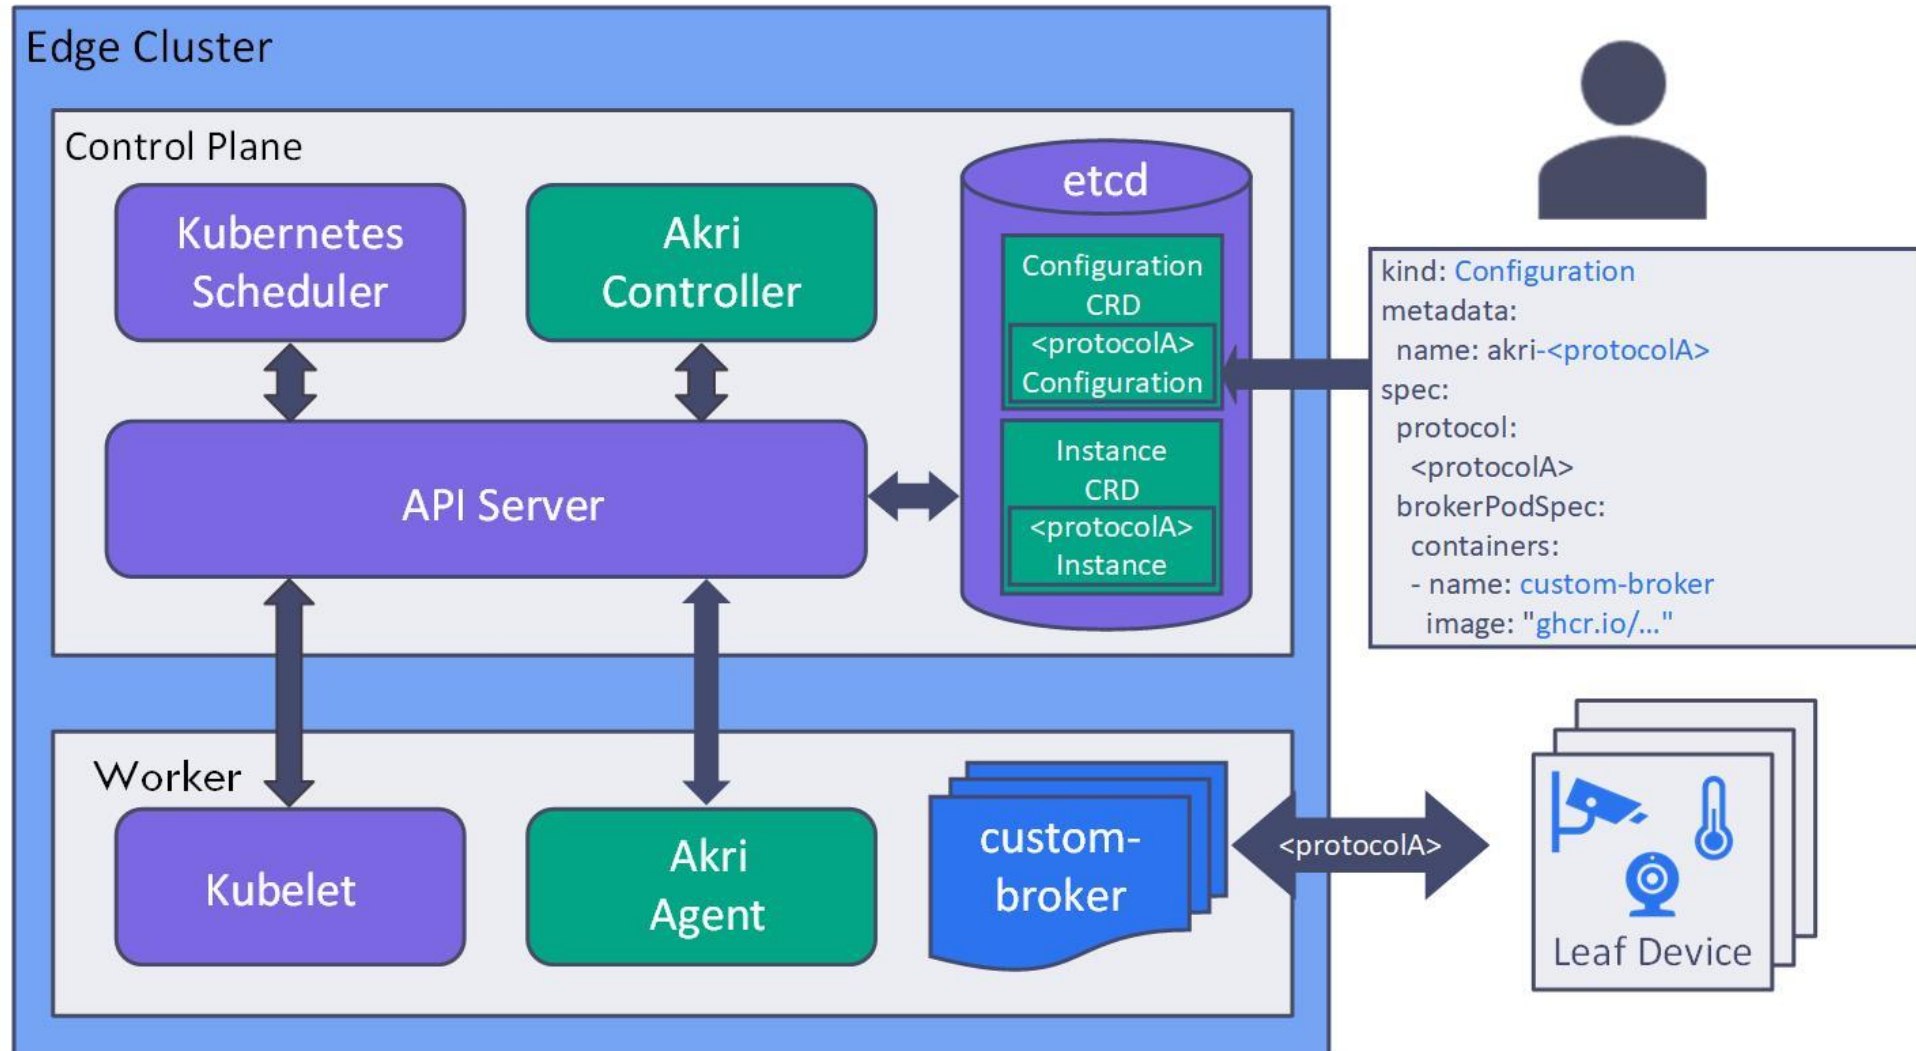 Edge Cluster
Control Plane
Kubernetes
Scheduler
Akri
Controller
etcd
Configuration
CRD
<protocolA>
Configuration
Instance
CRD
<protocolA>
Instance
API Server
kind: Configuration
metadata:
name: akri-<protocolA>
spec:
protocol:
<protocolA>
brokerPodSpec:
containers:
- name: custom-broker
image: "ghcr.io/..."
Worker
Kubelet
Akri
Agent
custom-
broker
<protocolA>
Leaf Device